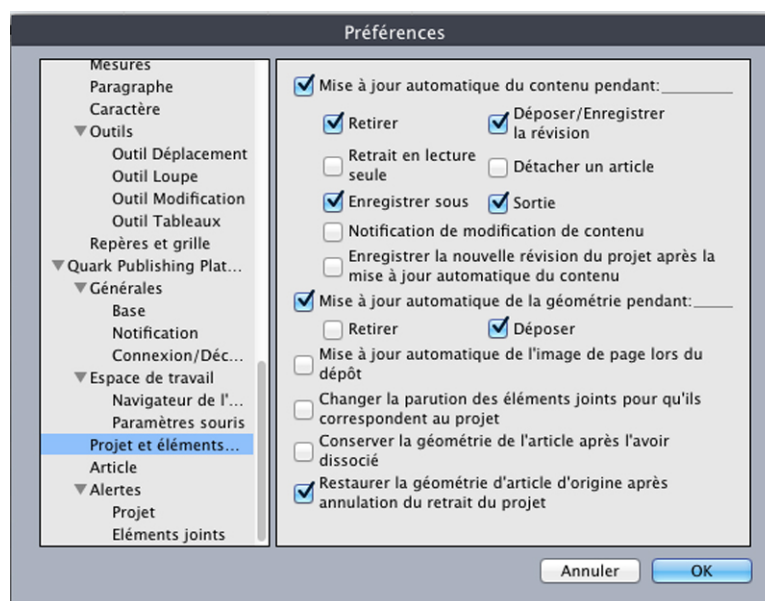 Préférences
Mesures
Paragraphe
Caractère
Outils
Outil Déplacement
Outil Loupe
Outil Modification
Outil Tableaux
Repères et grille
Quark Publishing Plat...
Générales
Base
Notification
Connexion/Déc...
Espace de travail
Navigateur de l'...
Paramètres souris
Projet et éléments...
Article
Alertes
Projet
Eléments joints
Mise à jour automatique du contenu pendant:
Retirer
Déposer/Enregistrer
la révision
Retrait en lecture
seule
Détacher un article
Enregistrer sous
Sortie
Notification de modification de contenu
Enregistrer la nouvelle révision du projet après la
mise à jour automatique du contenu
Mise à jour automatique de la géométrie pendant:
Retirer
Déposer
Mise à jour automatique de l'image de page lors du
dépôt
Changer la parution des éléments joints pour qu'ils
correspondent au projet
Conserver la géométrie de l'article après l'avoir
dissocié
Restaurer la géométrie d'article d'origine après
annulation du retrait du projet
Annuler
OK